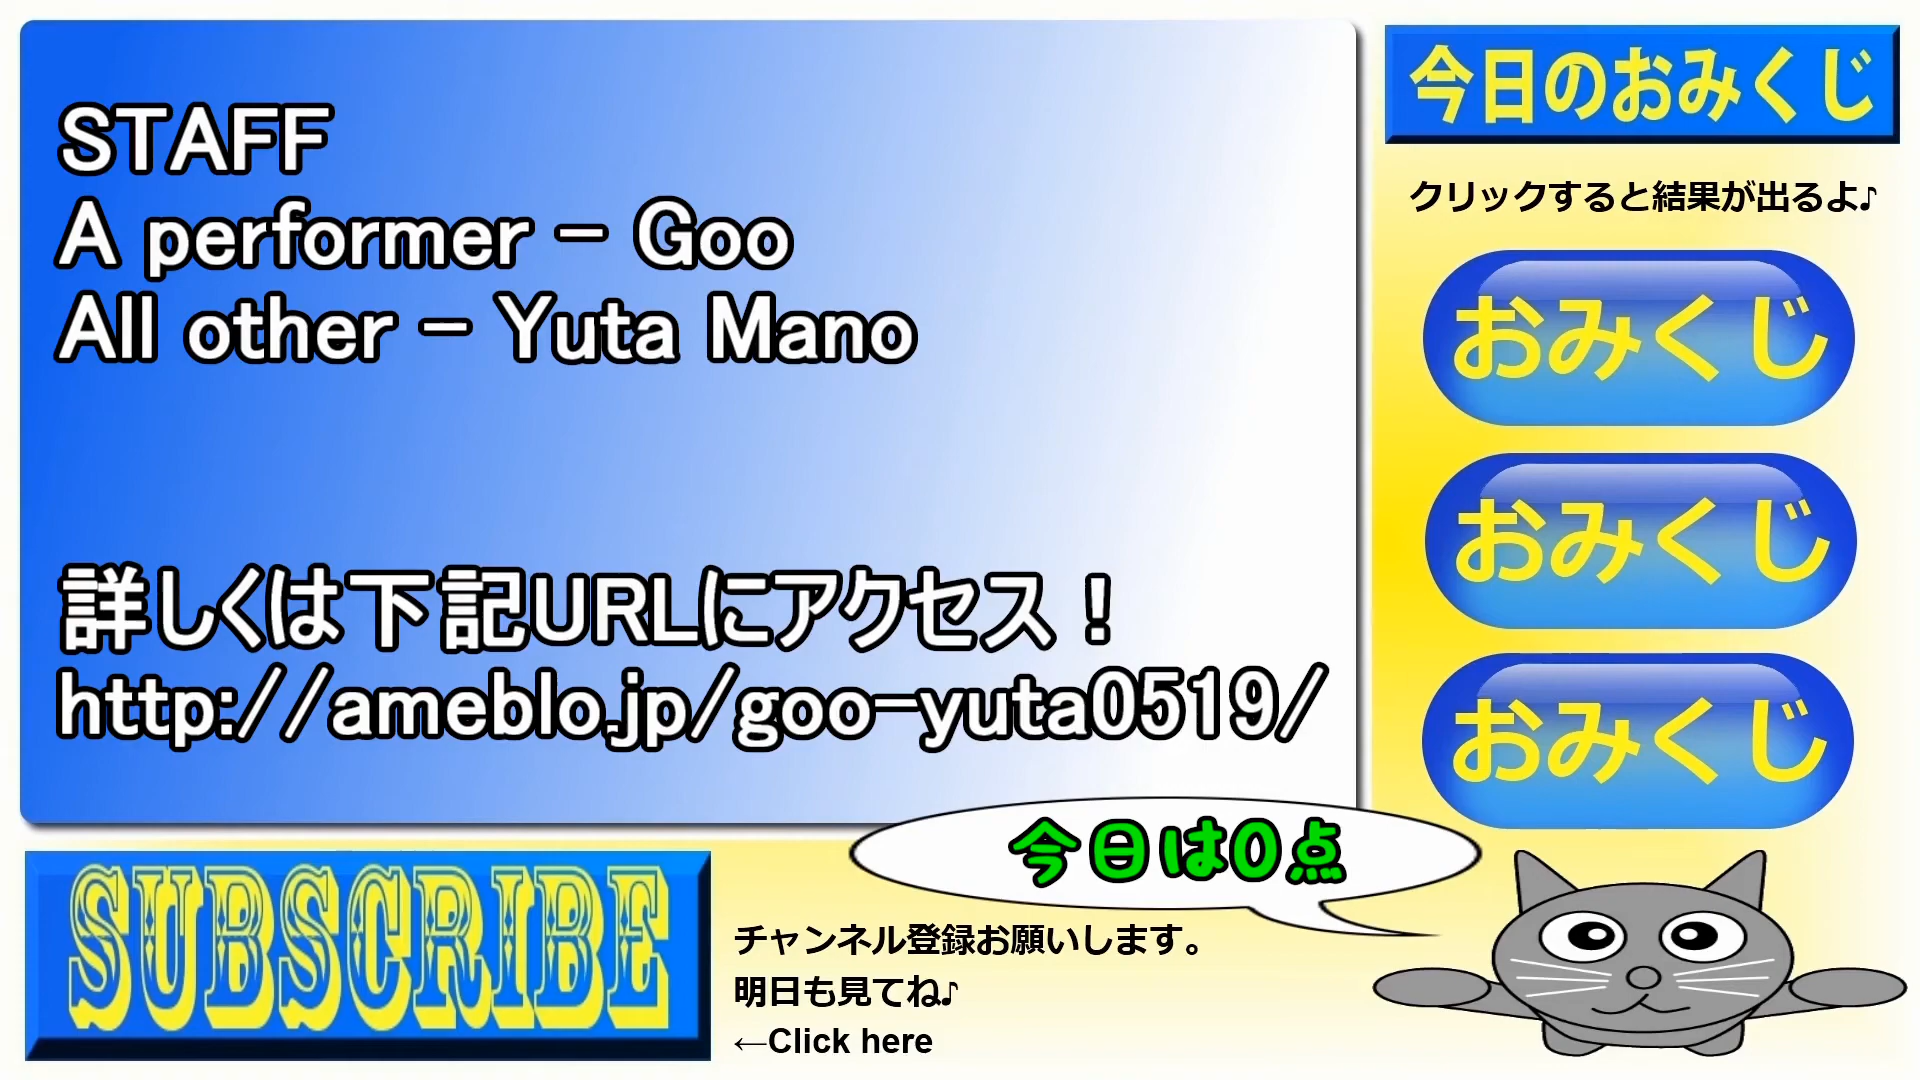 STAFF
A performer － Goo
All other － Yuta Mano
詳しくは下記URLにアクセス！
http://ameblo.jp/goo-yuta0519/
今日のおみくじ
クリックすると結果が出るよ♪
おみくじ
おみくじ
おみくじ
今日は0点
SUBSCRIBE
チャンネル登録お願いします。
明日も見てね♪
←Click here